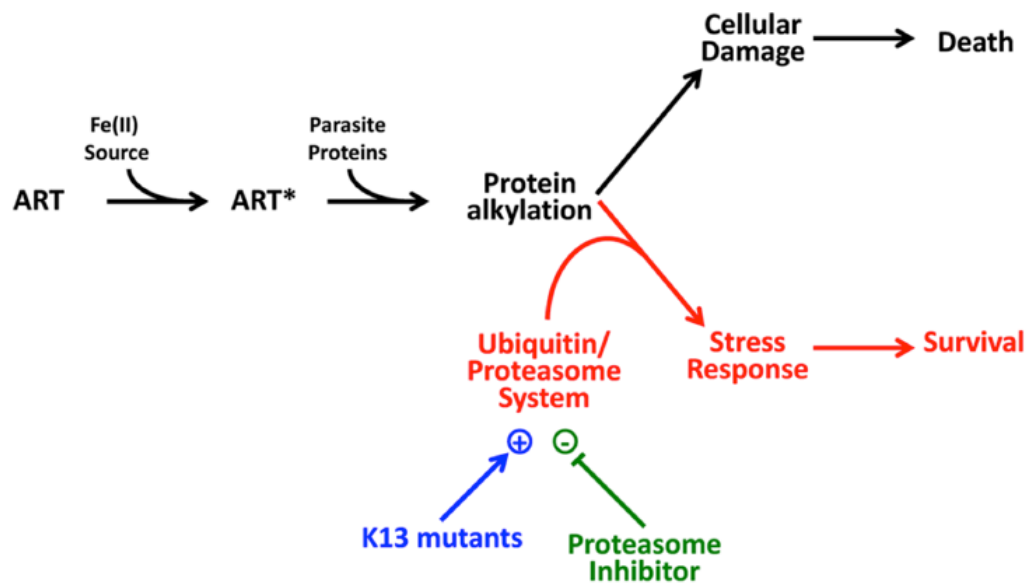 Cellular
Damage
Death
Fe(II)
Source
Parasite
Proteins
ART
ART*
Protein
alkylation
Ubiquitin/
Proteasome
System
Stress
Response
Survival
+
-
K13 mutants
Proteasome
Inhibitor